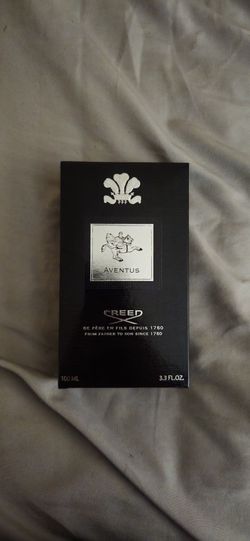 AVENTUS
CREED
DE PÈRE EN FILS DEPUIS 1760
FROM FATHER TO SON SINCE 1760
100 ML 3.3 FL.OZ.